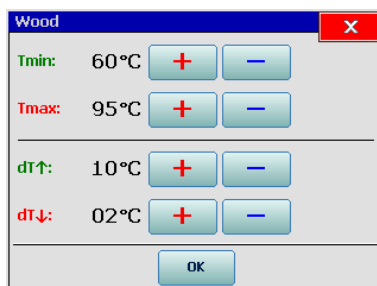 Wood X
Tmin: 60°C + −
Tmax: 95°C + −
dT↑: 10°C + −
dT↓: 02°C + −
OK